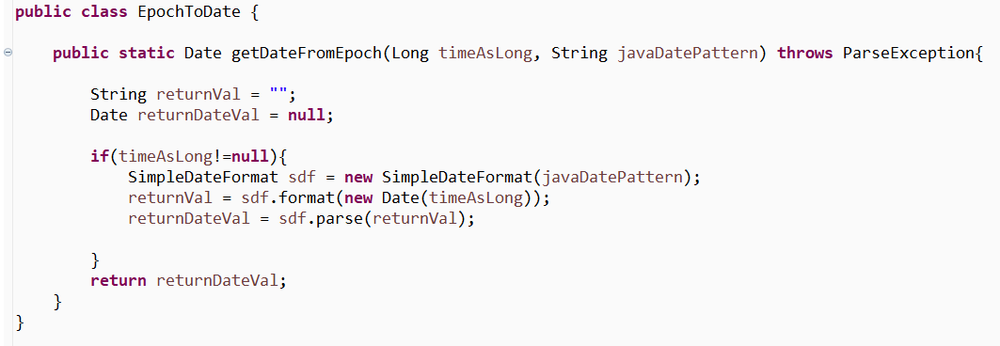 public class EpochToDate {
public static Date getDateFromEpoch(Long timeAsLong, String javaDatePattern) throws ParseException{
String returnVal = "";
Date returnDateVal = null;
if(timeAsLong!=null){
SimpleDateFormat sdf = new SimpleDateFormat(javaDatePattern);
returnVal = sdf.format(new Date(timeAsLong));
returnDateVal = sdf.parse(returnVal);
}
return returnDateVal;
}
}